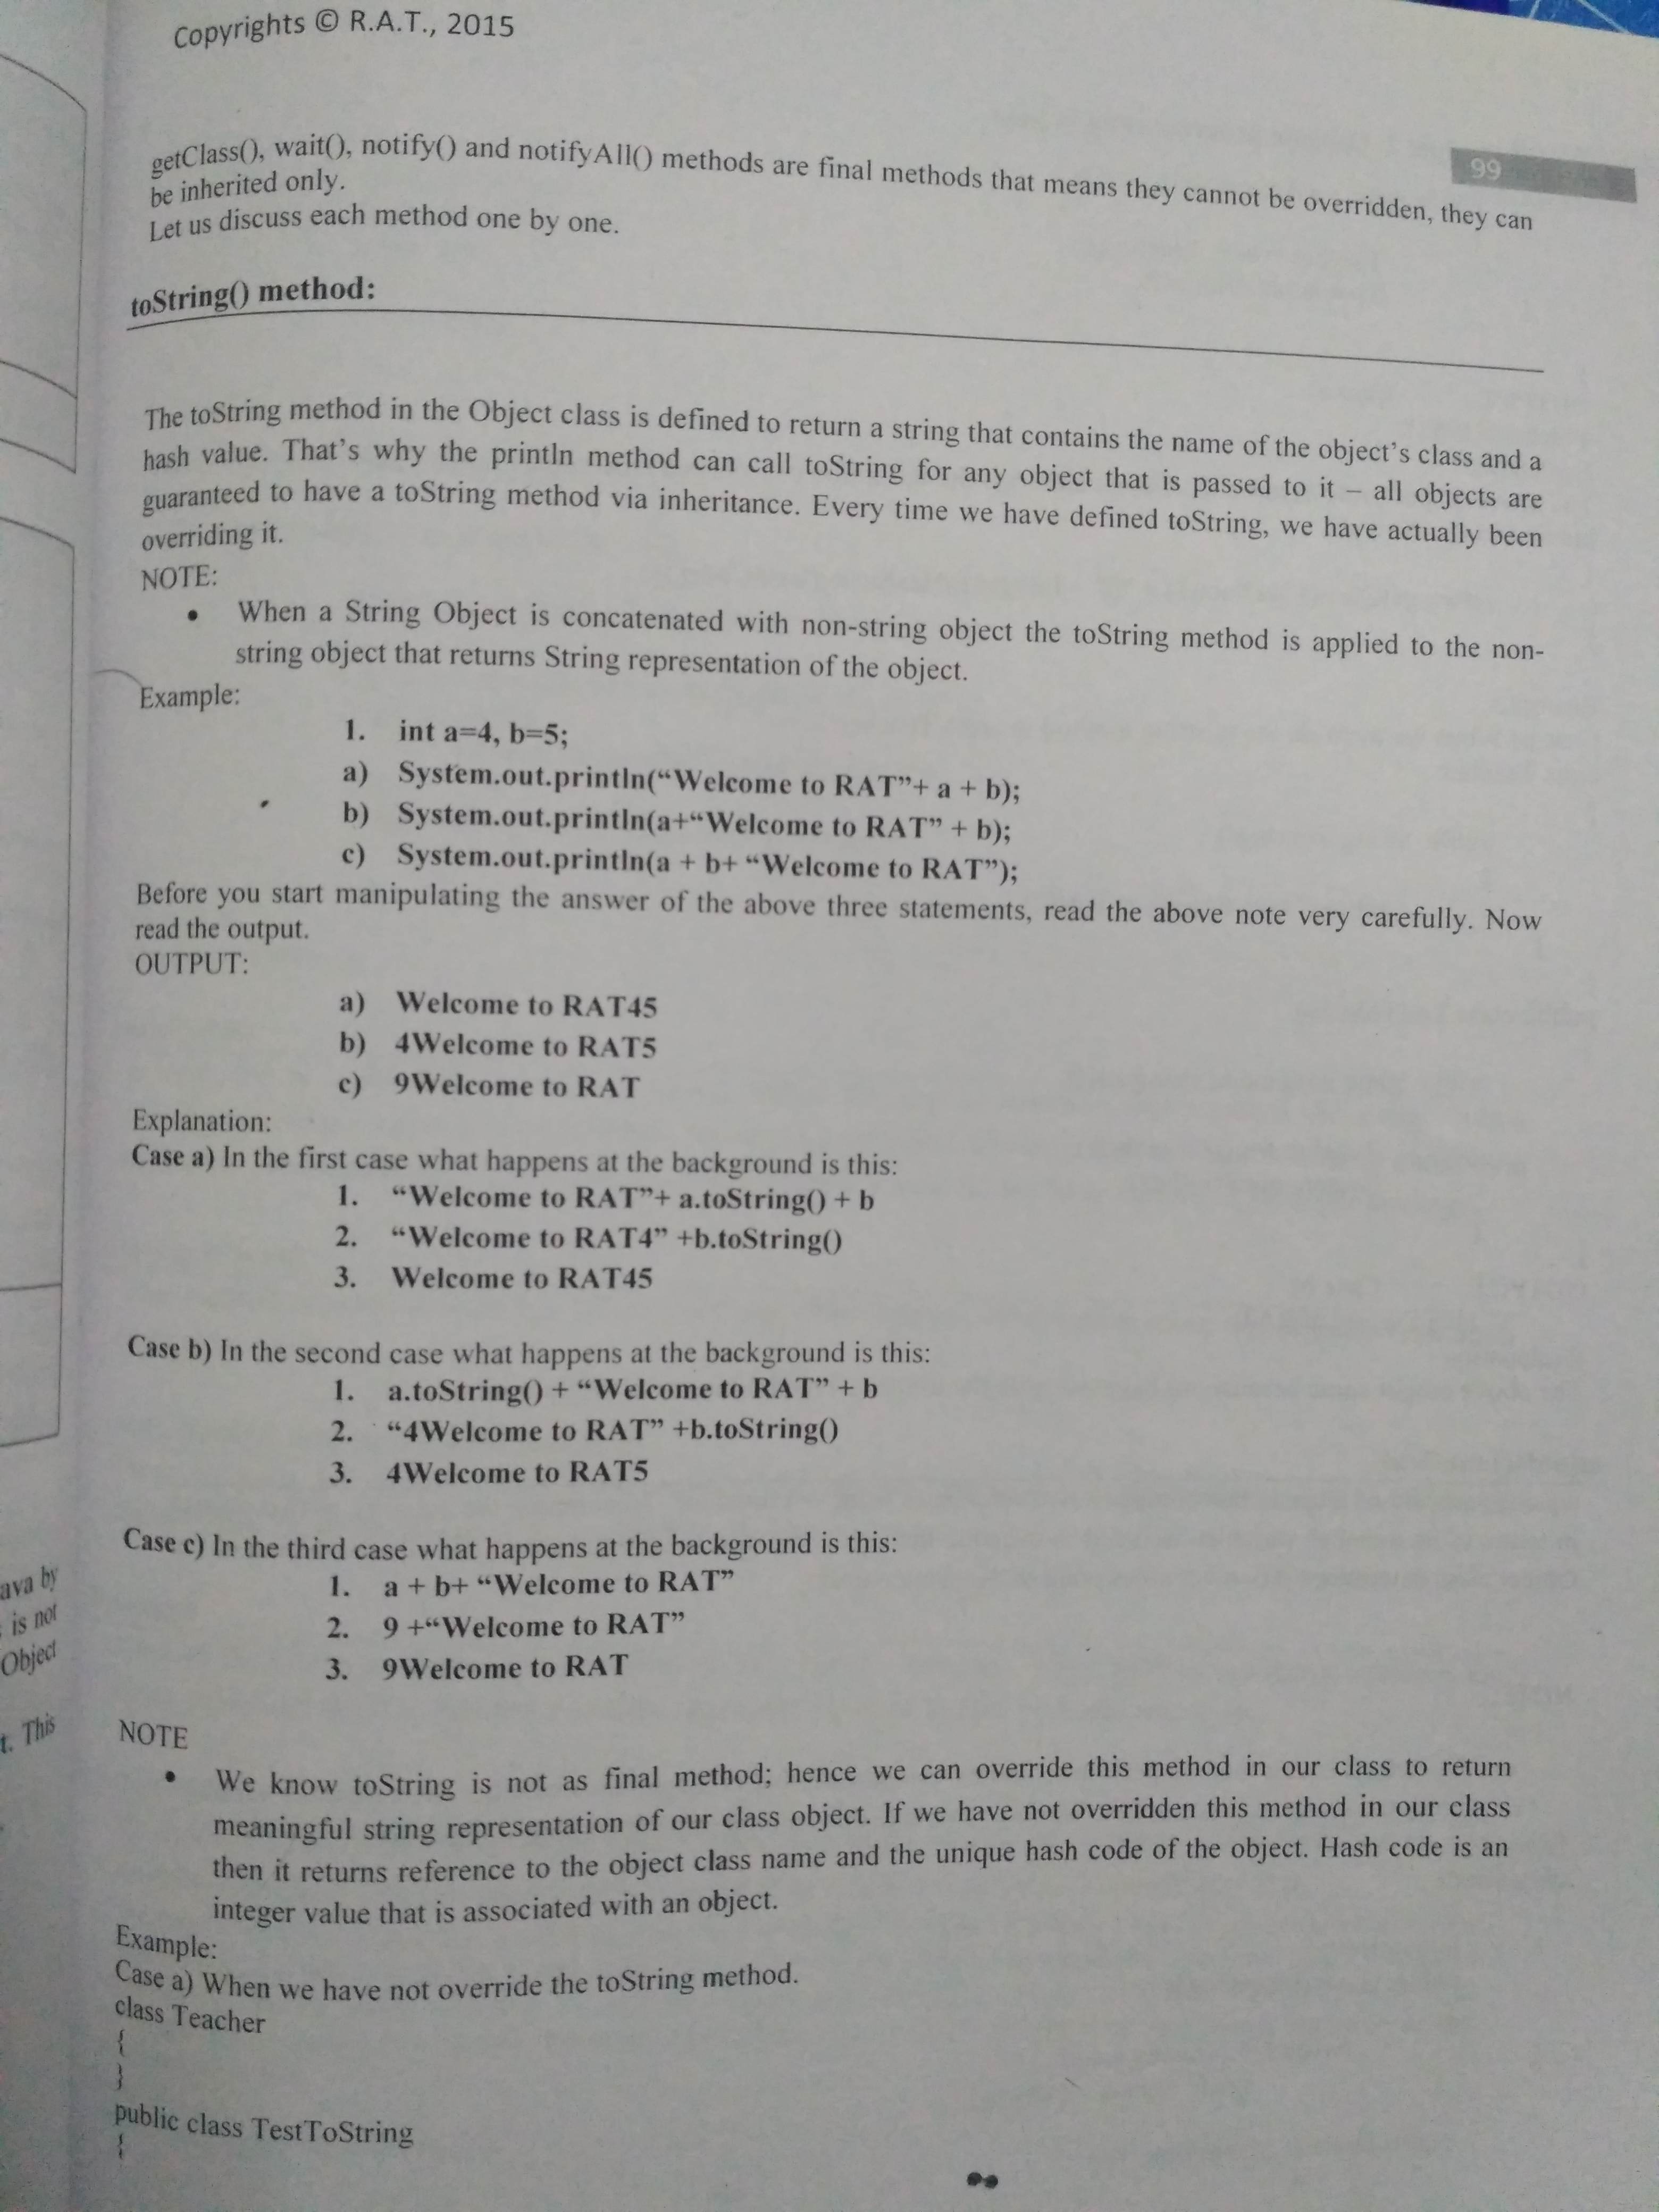 Copyrights © R.A.T., 2015
99
getClass(), wait(), notify() and notifyAll() methods are final methods that means they cannot be overridden, they can
be inherited only.
Let us discuss each method one by one.
toString() method:
The toString method in the Object class is defined to return a string that contains the name of the object's class and a
hash value. That's why the println method can call toString for any object that is passed to it – all objects are
guaranteed to have a toString method via inheritance. Every time we have defined toString, we have actually been
overriding it.
NOTE:
• When a String Object is concatenated with non-string object the toString method is applied to the non-
string object that returns String representation of the object.
Example:
1. int a=4, b=5;
a) System.out.println(“Welcome to RAT”+ a + b);
b) System.out.println(a+“Welcome to RAT” + b);
c) System.out.println(a + b+ “Welcome to RAT”);
Before you start manipulating the answer of the above three statements, read the above note very carefully. Now
read the output.
OUTPUT:
a) Welcome to RAT45
b) 4Welcome to RAT5
c) 9Welcome to RAT
Explanation:
Case a) In the first case what happens at the background is this:
1. “Welcome to RAT”+ a.toString() + b
2. “Welcome to RAT4” +b.toString()
3. Welcome to RAT45
Case b) In the second case what happens at the background is this:
1. a.toString() + “Welcome to RAT” + b
2. “4Welcome to RAT” +b.toString()
3. 4Welcome to RAT5
Case c) In the third case what happens at the background is this:
1. a + b+ “Welcome to RAT”
2. 9 +“Welcome to RAT”
3. 9Welcome to RAT
NOTE
• We know toString is not as final method; hence we can override this method in our class to return
meaningful string representation of our class object. If we have not overridden this method in our class
then it returns reference to the object class name and the unique hash code of the object. Hash code is an
integer value that is associated with an object.
Example:
Case a) When we have not override the toString method.
class Teacher
{
}
public class TestToString
{
ava by
is not
Object
t. This